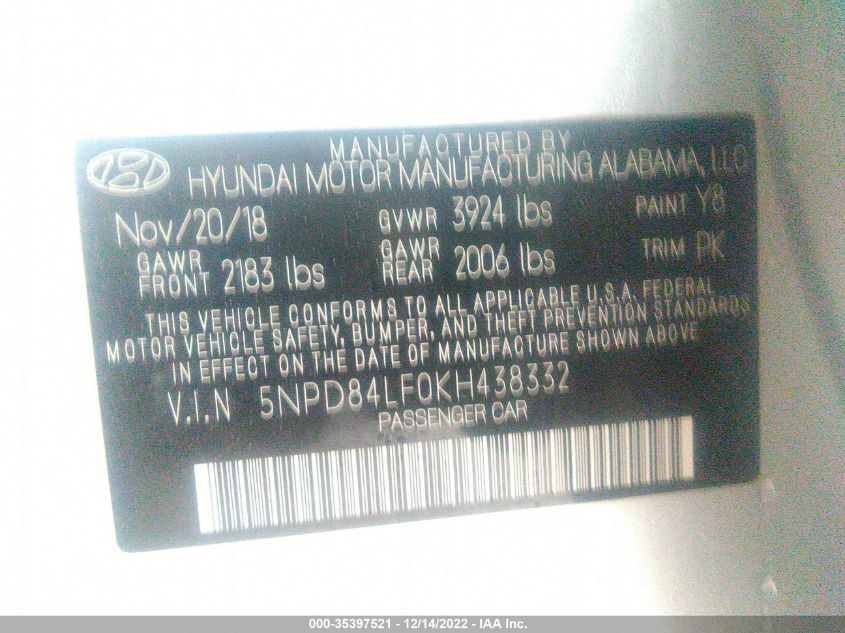 MANUFACTURED BY
HYUNDAI MOTOR MANUFACTURING ALABAMA, LLC
Nov/20/18 GVWR 3924 lbs PAINT Y8
GAWR FRONT 2183 lbs GAWR REAR 2006 lbs TRIM PK
THIS VEHICLE CONFORMS TO ALL APPLICABLE U.S.A. FEDERAL
MOTOR VEHICLE SAFETY, BUMPER, AND THEFT PREVENTION STANDARDS
IN EFFECT ON THE DATE OF MANUFACTURE SHOWN ABOVE
V.I.N 5NPD84LF0KH438332
PASSENGER CAR
000-35397521 - 12/14/2022 - IAA Inc.